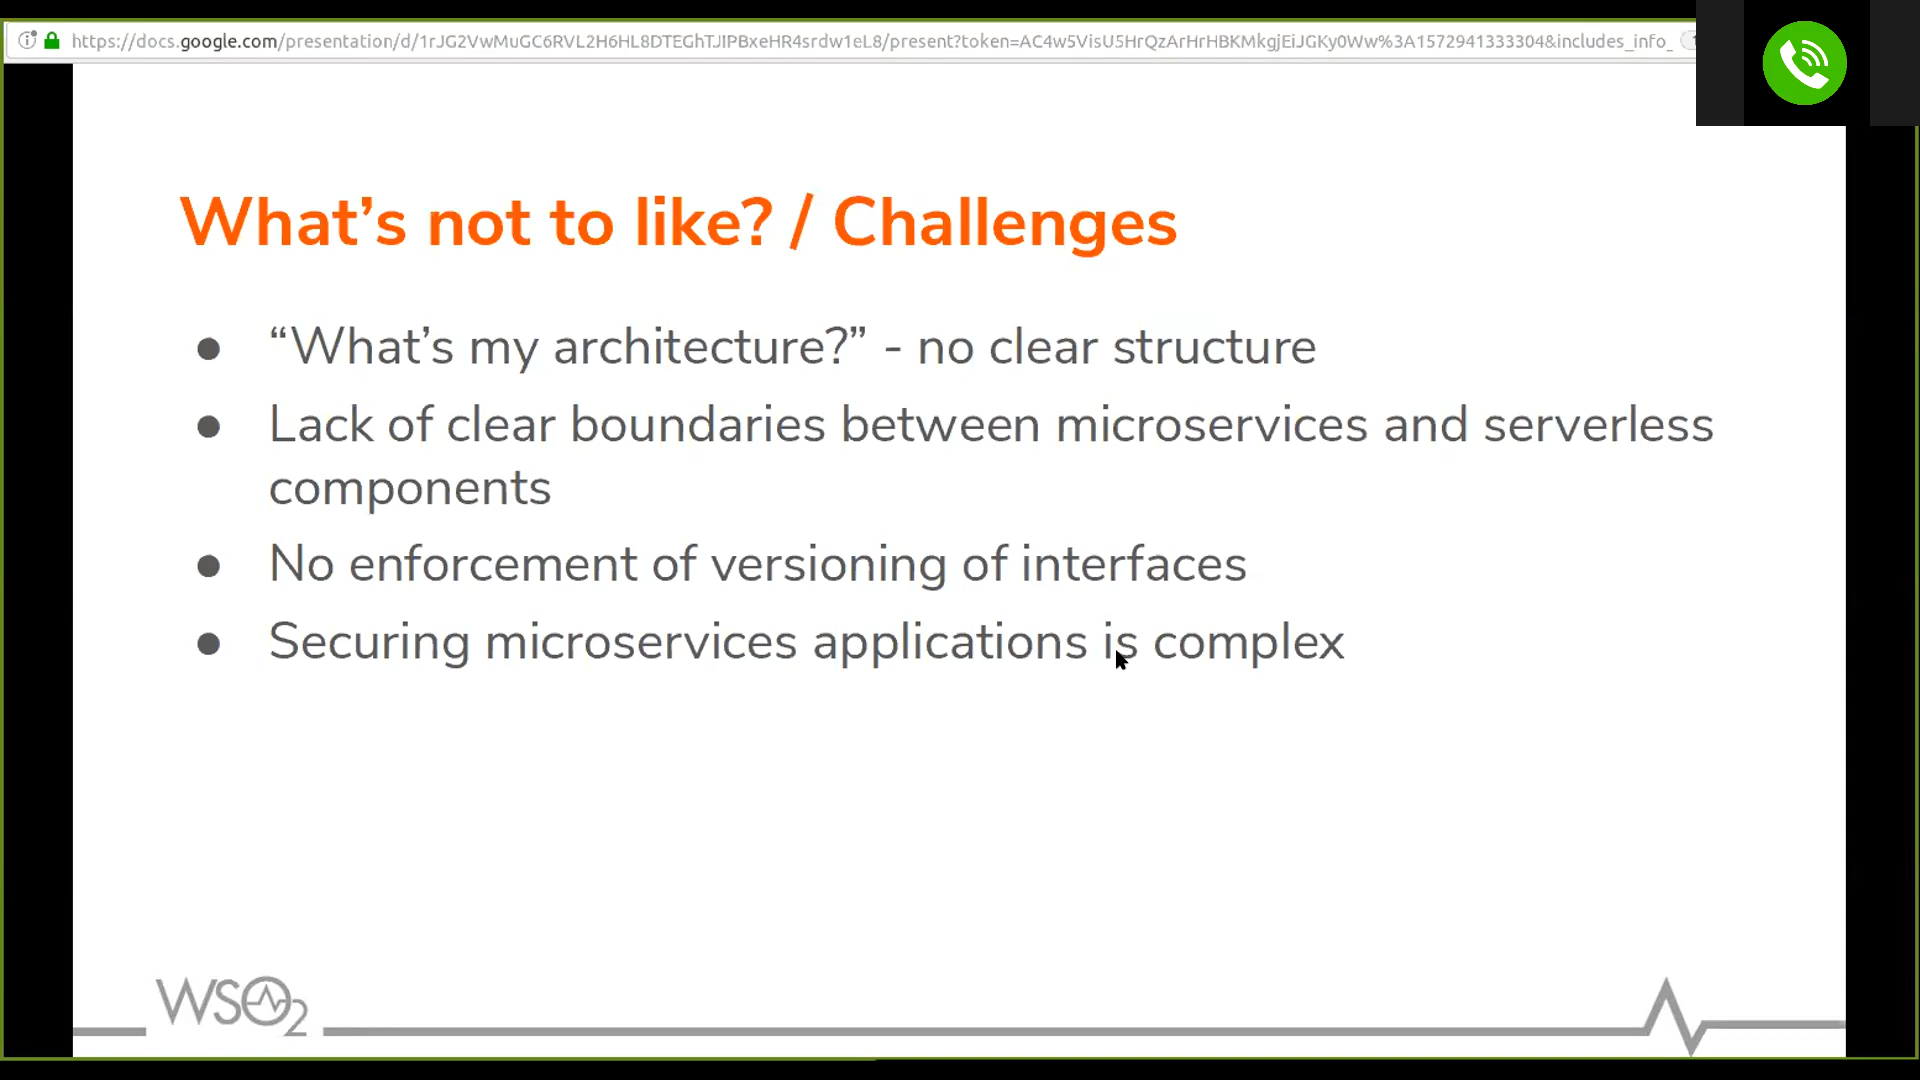 https://docs.google.com/presentation/d/1rJG2VwMuGC6RVL2H6HL8DTEGhTJIPBxeHR4srdw1eL8/present?token=AC4w5VisU5HrQzArHrHBKMkgjEiJGKy0Ww%3A1572941333304&includes_info_
What’s not to like? / Challenges
● “What’s my architecture?” - no clear structure
● Lack of clear boundaries between microservices and serverless
components
● No enforcement of versioning of interfaces
● Securing microservices applications is complex
WSO2